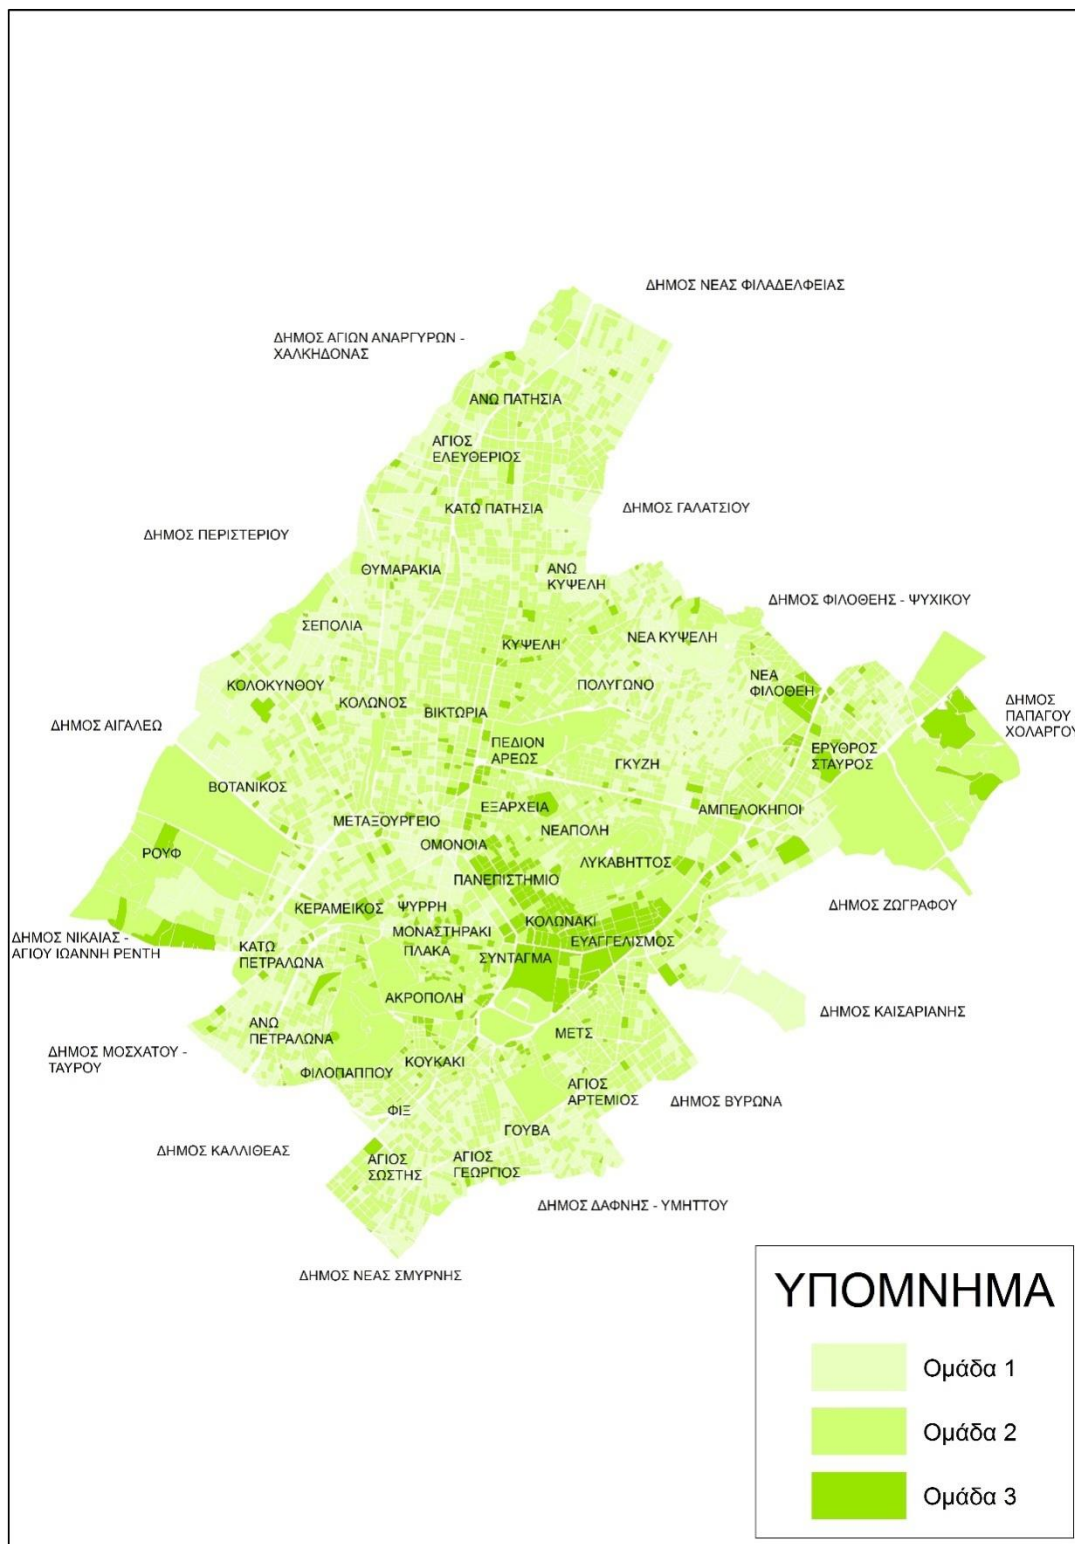 ΔΗΜΟΣ ΝΕΑΣ ΦΙΛΑΔΕΛΦΕΙΑΣ
ΔΗΜΟΣ ΑΓΙΩΝ ΑΝΑΡΓΥΡΩΝ -
ΧΑΛΚΗΔΟΝΑΣ
ΑΝΩ ΠΑΤΗΣΙΑ
ΑΓΙΟΣ
ΕΛΕΥΘΕΡΙΟΣ
ΚΑΤΩ ΠΑΤΗΣΙΑ
ΔΗΜΟΣ ΓΑΛΑΤΣΙΟΥ
ΔΗΜΟΣ ΠΕΡΙΣΤΕΡΙΟΥ
ΘΥΜΑΡΑΚΙΑ
ΑΝΩ
ΚΥΨΕΛΗ
ΔΗΜΟΣ ΦΙΛΟΘΕΗΣ - ΨΥΧΙΚΟΥ
ΣΕΠΟΛΙΑ
ΚΥΨΕΛΗ
ΝΕΑ ΚΥΨΕΛΗ
ΚΟΛΟΚΥΝΘΟΥ
ΠΟΛΥΓΩΝΟ
ΝΕΑ
ΦΙΛΟΘΕΗ
ΔΗΜΟΣ
ΠΑΠΑΓΟΥ
ΧΟΛΑΡΓΟΥ
ΚΟΛΩΝΟΣ
ΒΙΚΤΩΡΙΑ
ΔΗΜΟΣ ΑΙΓΑΛΕΩ
ΠΕΔΙΟΝ
ΑΡΕΩΣ
ΕΡΥΘΡΟΣ
ΣΤΑΥΡΟΣ
ΓΚΥΖΗ
ΒΟΤΑΝΙΚΟΣ
ΕΞΑΡΧΕΙΑ
ΑΜΠΕΛΟΚΗΠΟΙ
ΜΕΤΑΞΟΥΡΓΕΙΟ
ΝΕΑΠΟΛΗ
ΟΜΟΝΟΙΑ
ΡΟΥΦ
ΛΥΚΑΒΗΤΤΟΣ
ΠΑΝΕΠΙΣΤΗΜΙΟ
ΔΗΜΟΣ ΖΩΓΡΑΦΟΥ
ΚΕΡΑΜΕΙΚΟΣ
ΨΥΡΡΗ
ΚΟΛΩΝΑΚΙ
ΜΟΝΑΣΤΗΡΑΚΙ
ΔΗΜΟΣ ΝΙΚΑΙΑΣ -
ΑΓΙΟΥ ΙΩΑΝΝΗ ΡΕΝΤΗ
ΚΑΤΩ
ΠΕΤΡΑΛΩΝΑ
ΠΛΑΚΑ
ΣΥΝΤΑΓΜΑ
ΕΥΑΓΓΕΛΙΣΜΟΣ
ΑΚΡΟΠΟΛΗ
ΔΗΜΟΣ ΚΑΙΣΑΡΙΑΝΗΣ
ΑΝΩ
ΠΕΤΡΑΛΩΝΑ
ΜΕΤΣ
ΔΗΜΟΣ ΜΟΣΧΑΤΟΥ -
ΤΑΥΡΟΥ
ΚΟΥΚΑΚΙ
ΦΙΛΟΠΑΠΠΟΥ
ΑΓΙΟΣ
ΑΡΤΕΜΙΟΣ
ΔΗΜΟΣ ΒΥΡΩΝΑ
ΦΙΞ
ΓΟΥΒΑ
ΔΗΜΟΣ ΚΑΛΛΙΘΕΑΣ
ΑΓΙΟΣ
ΣΩΣΤΗΣ
ΑΓΙΟΣ
ΓΕΩΡΓΙΟΣ
ΔΗΜΟΣ ΔΑΦΝΗΣ - ΥΜΗΤΤΟΥ
ΔΗΜΟΣ ΝΕΑΣ ΣΜΥΡΝΗΣ
ΥΠΟΜΝΗΜΑ
Ομάδα 1
Ομάδα 2
Ομάδα 3